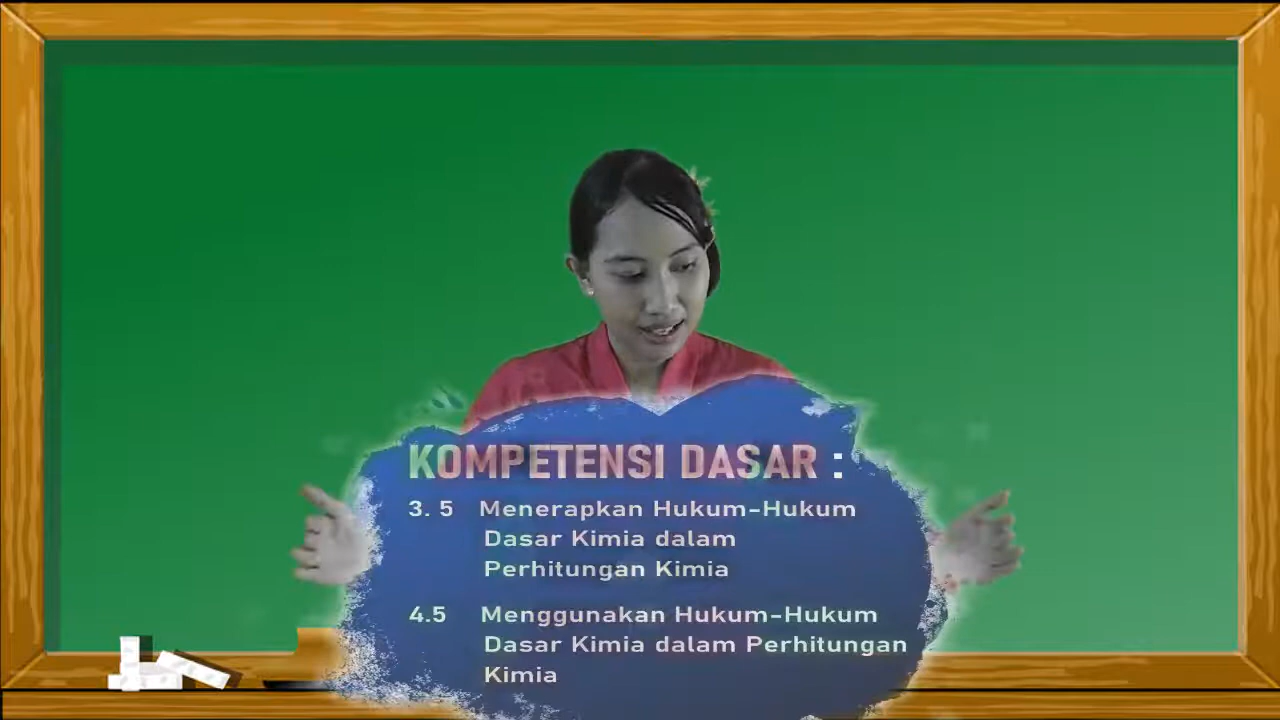 KOMPETENSI DASAR :
3. 5 Menerapkan Hukum-Hukum
Dasar Kimia dalam
Perhitungan Kimia
4.5 Menggunakan Hukum-Hukum
Dasar Kimia dalam Perhitungan
Kimia